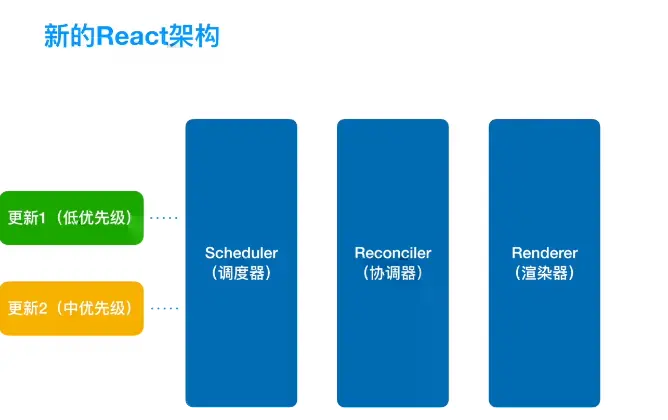 新的React架构
更新1（低优先级）
更新2（中优先级）
Scheduler
（调度器）
Reconciler
（协调器）
Renderer
（渲染器）